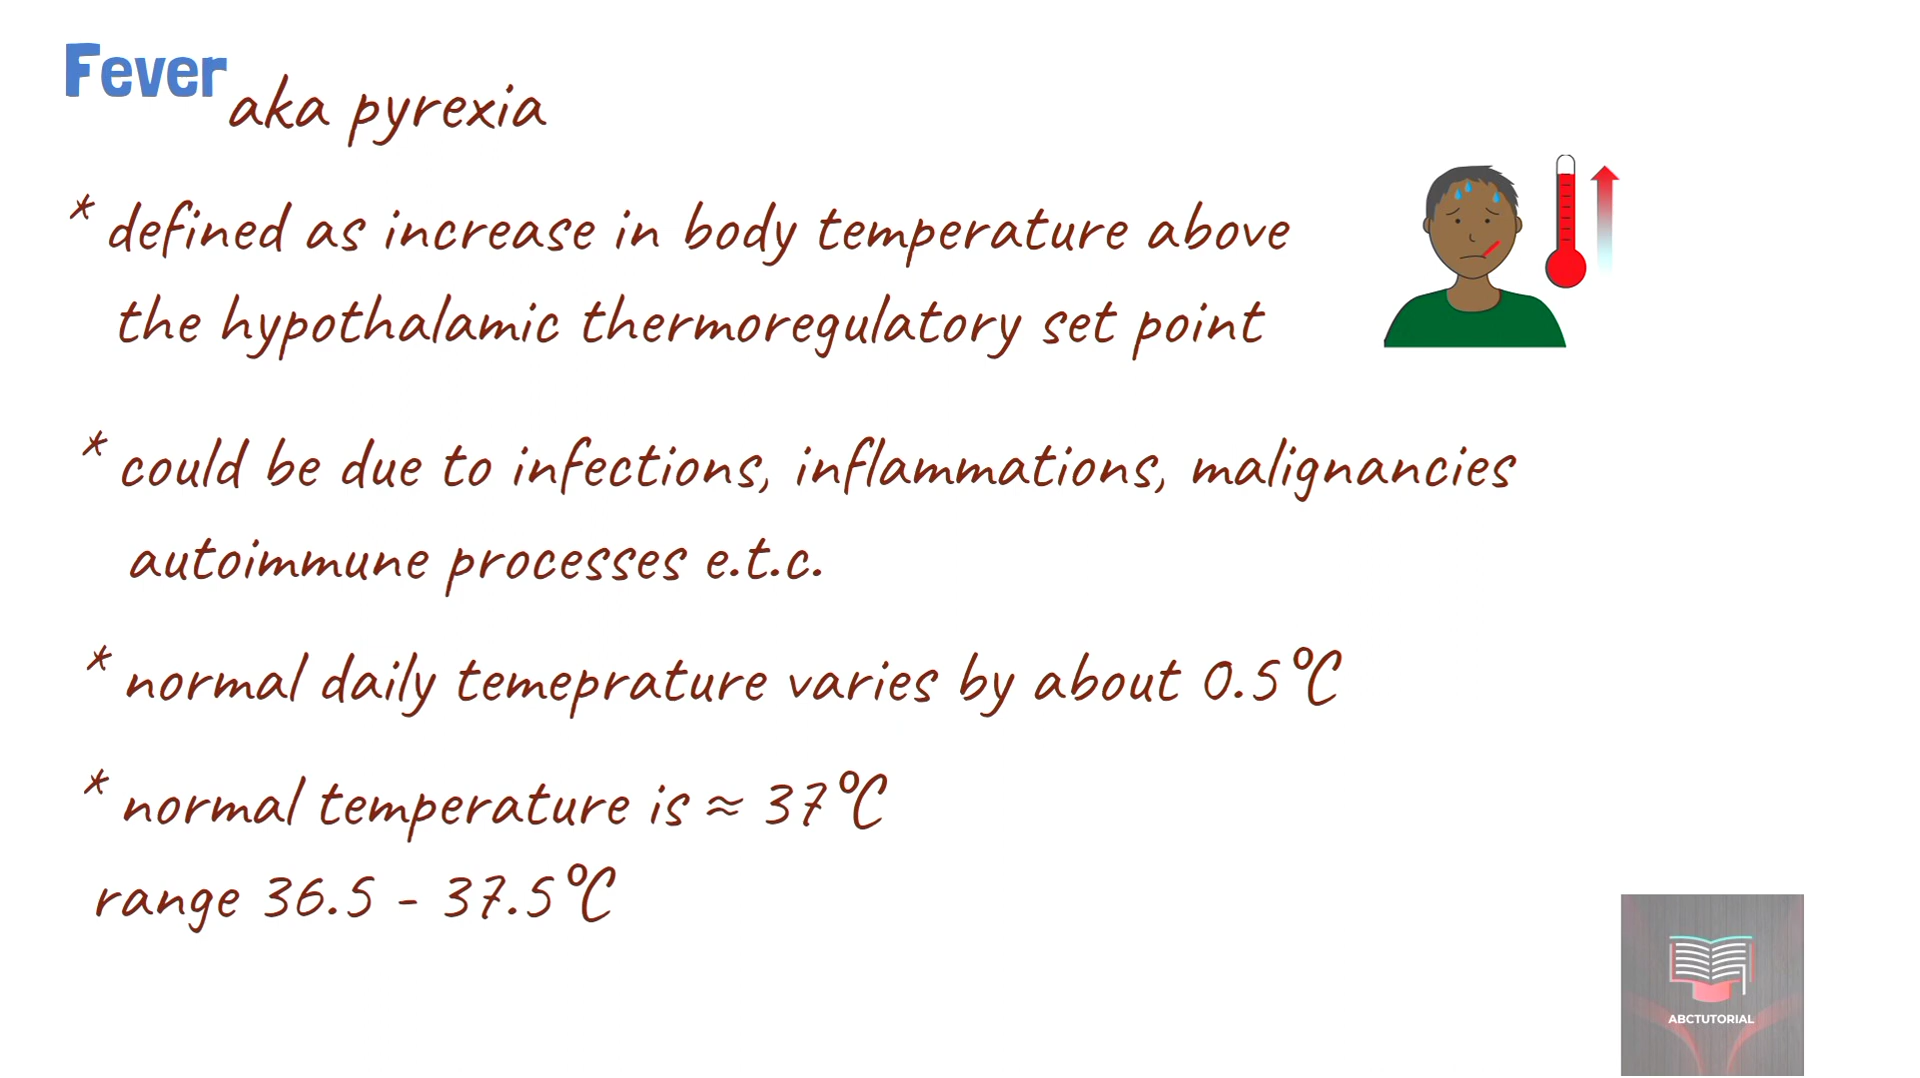 Fever aka pyrexia
* defined as increase in body temperature above
the hypothalamic thermoregulatory set point
* could be due to infections, inflammations, malignancies
autoimmune processes e.t.c.
* normal daily temeprature varies by about 0.5°C
* normal temperature is ≈ 37°C
range 36.5 - 37.5°C
ABCTUTORIAL